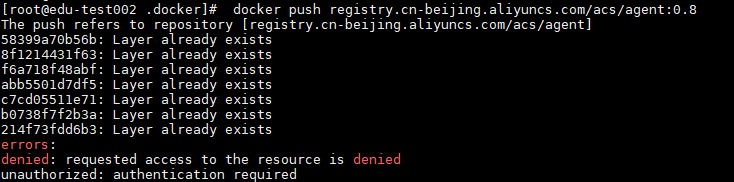 [root@edu-test002 .docker]#  docker push registry.cn-beijing.aliyuncs.com/acs/agent:0.8
The push refers to repository [registry.cn-beijing.aliyuncs.com/acs/agent]
58399a70b56b: Layer already exists
8f1214431f63: Layer already exists
f6a718f48abf: Layer already exists
abb5501d7df5: Layer already exists
c7cd05511e71: Layer already exists
b0738f7f2b3a: Layer already exists
214f73fdd6b3: Layer already exists
errors:
denied: requested access to the resource is denied
unauthorized: authentication required